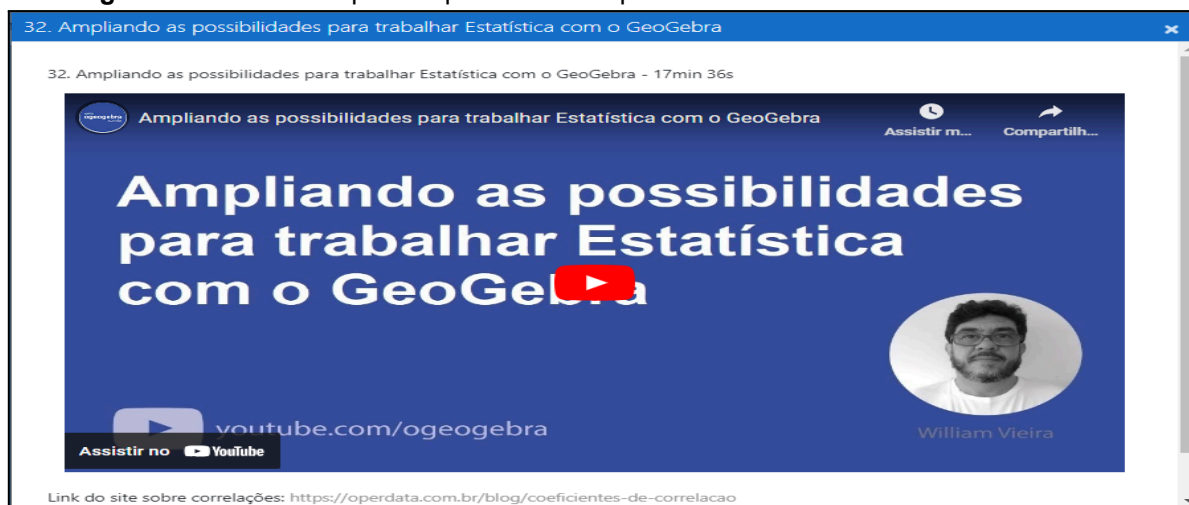 32. Ampliando as possibilidades para trabalhar Estatística com o GeoGebra
32. Ampliando as possibilidades para trabalhar Estatística com o GeoGebra - 17min 36s
ogeogebra
Ampliando as possibilidades para trabalhar Estatística com o GeoGebra
Assistir m...
Compartilh...
Ampliando as possibilidades
para trabalhar Estatística
com o GeoGebra
youtube.com/ogeogebra
William Vieira
Assistir no YouTube
Link do site sobre correlações: https://operdata.com.br/blog/coeficientes-de-correlacao